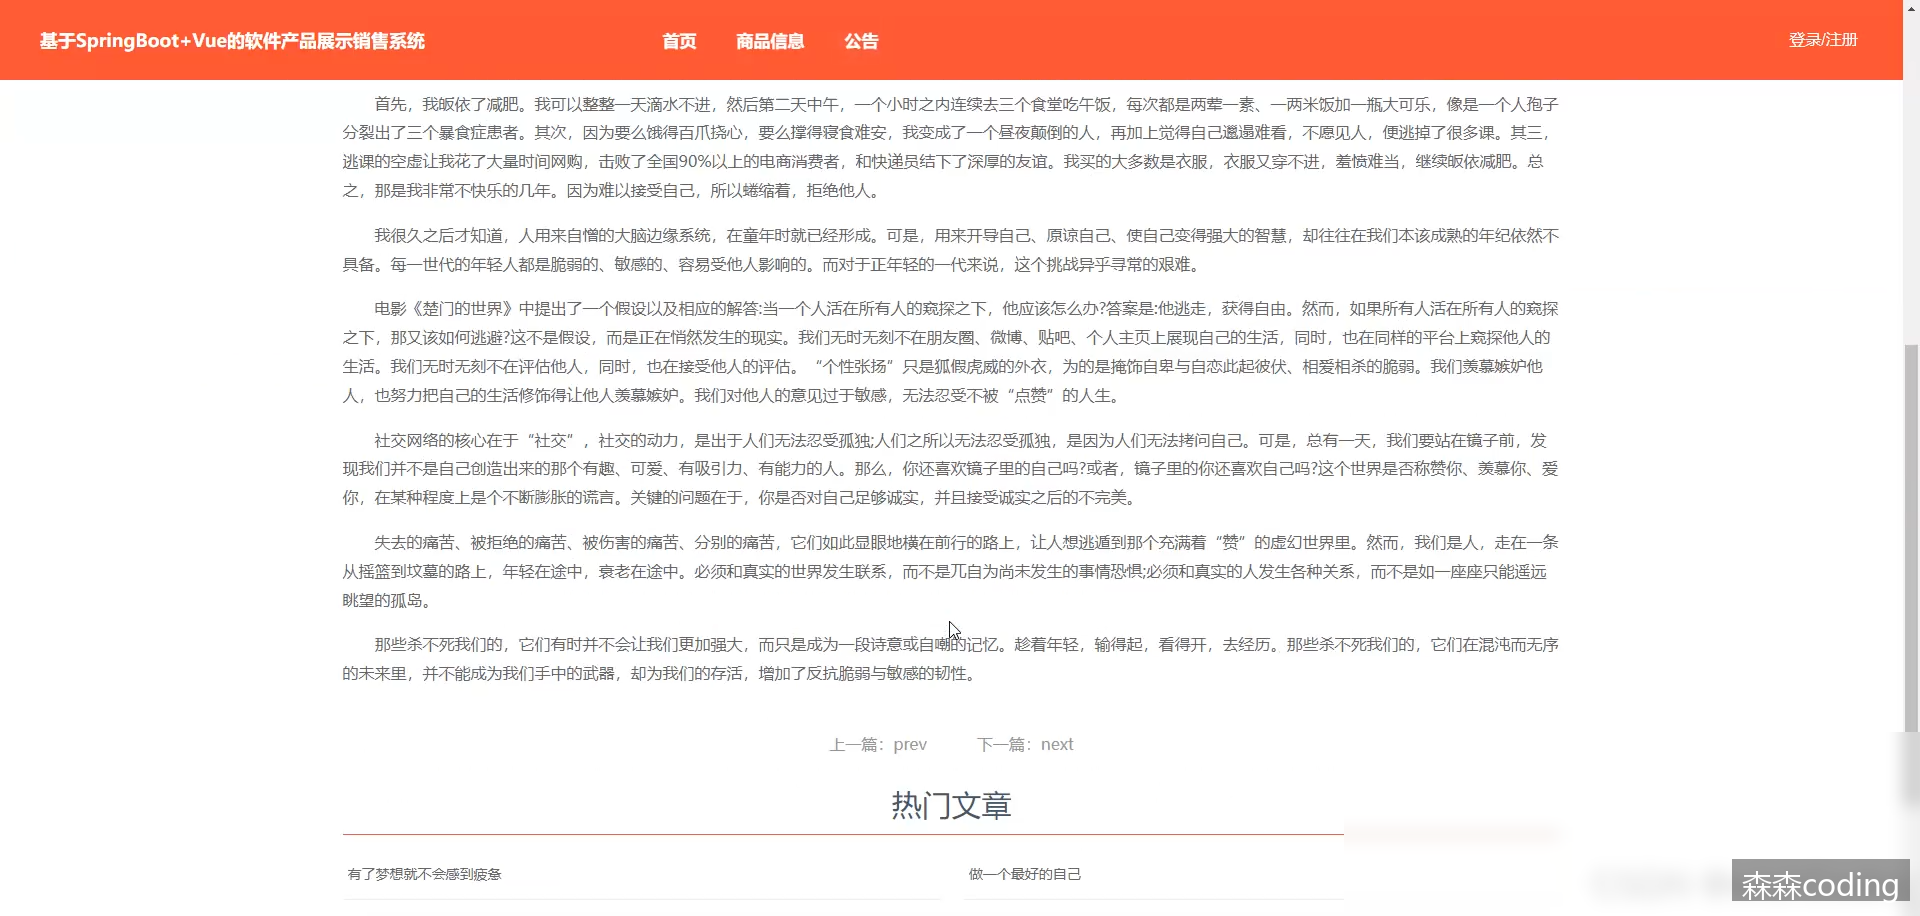 基于SpringBoot+Vue的软件产品展示销售系统
首页
商品信息
公告
登录/注册
首先，我皈依了减肥。我可以整整一天滴水不进，然后第二天中午，一个小时之内连续去三个食堂吃午饭，每次都是两荤一素、一两米饭加一瓶大可乐，像是一个人孢子
分裂出了三个暴食症患者。其次，因为要么饿得百爪挠心，要么撑得寝食难安，我变成了一个昼夜颠倒的人，再加上觉得自己邋遢难看，不愿见人，便逃掉了很多课。其三，
逃课的空虚让我花了大量时间网购，击败了全国90%以上的电商消费者，和快递员结下了深厚的友谊。我买的大多数是衣服，衣服又穿不进，羞愤难当，继续皈依减肥。总
之，那是我非常不快乐的几年。因为难以接受自己，所以蜷缩着，拒绝他人。
我很久之后才知道，人用来自憎的大脑边缘系统，在童年时就已经形成。可是，用来开导自己、原谅自己、使自己变得强大的智慧，却往往在我们本该成熟的年纪依然不
具备。每一世代的年轻人都是脆弱的、敏感的、容易受他人影响的。而对于正年轻的一代来说，这个挑战异乎寻常的艰难。
电影《楚门的世界》中提出了一个假设以及相应的解答:当一个人活在所有人的窥探之下，他应该怎么办?答案是:他逃走，获得自由。然而，如果所有人活在所有人的窥探
之下，那又该如何逃避?这不是假设，而是正在悄然发生的现实。我们无时无刻不在朋友圈、微博、贴吧、个人主页上展现自己的生活，同时，也在同样的平台上窥探他人的
生活。我们无时无刻不在评估他人，同时，也在接受他人的评估。“个性张扬”只是狐假虎威的外衣，为的是掩饰自卑与自恋此起彼伏、相爱相杀的脆弱。我们羡慕嫉妒他
人，也努力把自己的生活修饰得让他人羡慕嫉妒。我们对他人的意见过于敏感，无法忍受不被“点赞”的人生。
社交网络的核心在于“社交”，社交的动力，是出于人们无法忍受孤独;人们之所以无法忍受孤独，是因为人们无法拷问自己。可是，总有一天，我们要站在镜子前，发
现我们并不是自己创造出来的那个有趣、可爱、有吸引力、有能力的人。那么，你还喜欢镜子里的自己吗?或者，镜子里的你还喜欢自己吗?这个世界是否称赞你、羡慕你、爱
你，在某种程度上是个不断膨胀的谎言。关键的问题在于，你是否对自己足够诚实，并且接受诚实之后的不完美。
失去的痛苦、被拒绝的痛苦、被伤害的痛苦、分别的痛苦，它们如此显眼地横在前行的路上，让人想逃遁到那个充满着“赞”的虚幻世界里。然而，我们是人，走在一条
从摇篮到坟墓的路上，年轻在途中，衰老在途中。必须和真实的世界发生联系，而不是兀自为尚未发生的事情恐惧;必须和真实的人发生各种关系，而不是如一座座只能遥远
眺望的孤岛。
那些杀不死我们的，它们有时并不会让我们更加强大，而只是成为一段诗意或自嘲的记忆。趁着年轻，输得起，看得开，去经历。那些杀不死我们的，它们在混沌而无序
的未来里，并不能成为我们手中的武器，却为我们的存活，增加了反抗脆弱与敏感的韧性。
上一篇：prev
下一篇：next
热门文章
有了梦想就不会感到疲惫
做一个最好的自己
森森coding